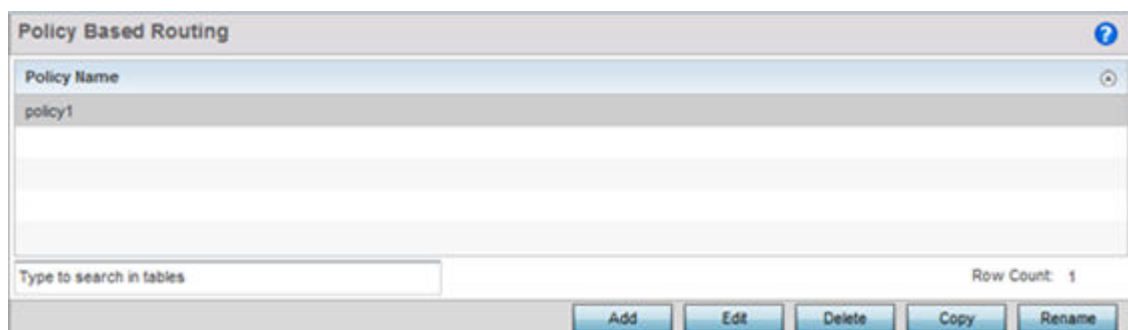 Policy Based Routing
?
Policy Name
policy1
Type to search in tables
Row Count: 1
Add Edit Delete Copy Rename